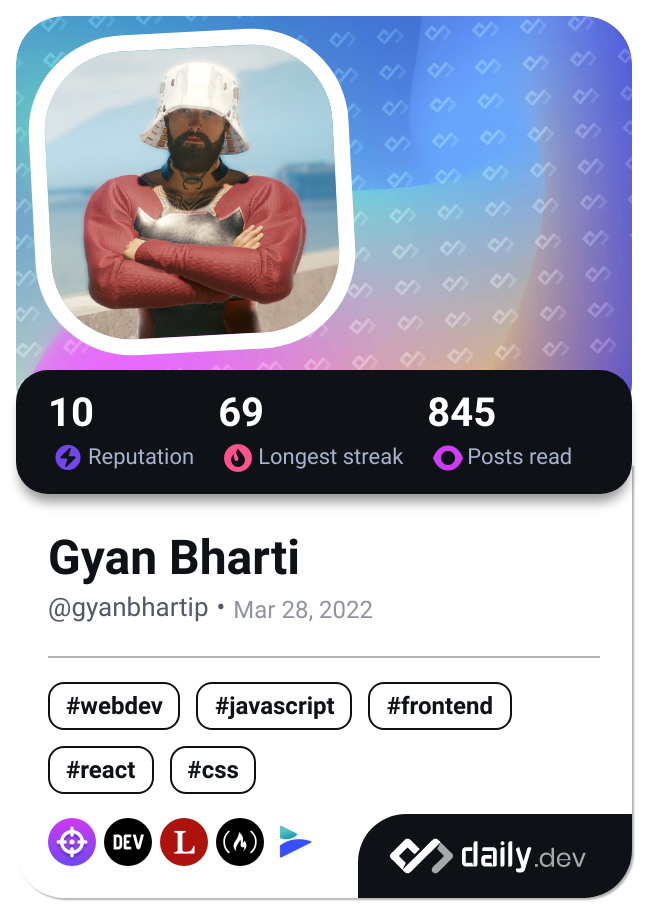 10 69 845
Reputation Longest streak Posts read
Gyan Bharti
@gyanbhartip • Mar 28, 2022
#webdev #javascript #frontend
#react #css
DEV L daily.dev